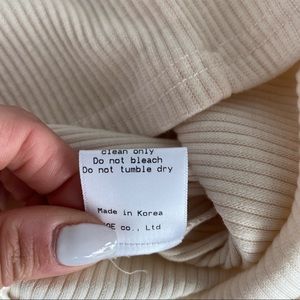 clean only
Do not bleach
Do not tumble dry
Made in Korea
co., Ltd